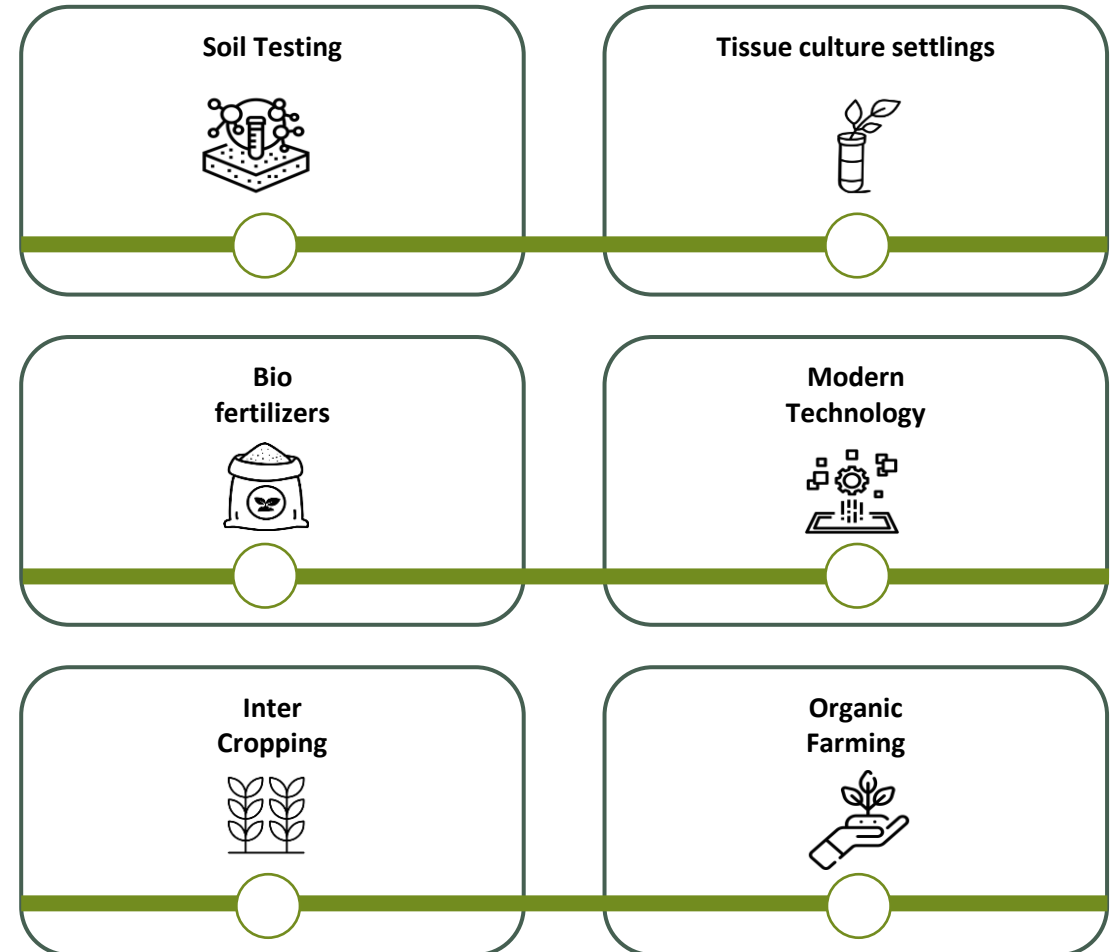 Soil Testing
Tissue culture settlings
Bio
fertilizers
Modern
Technology
Inter
Cropping
Organic
Farming